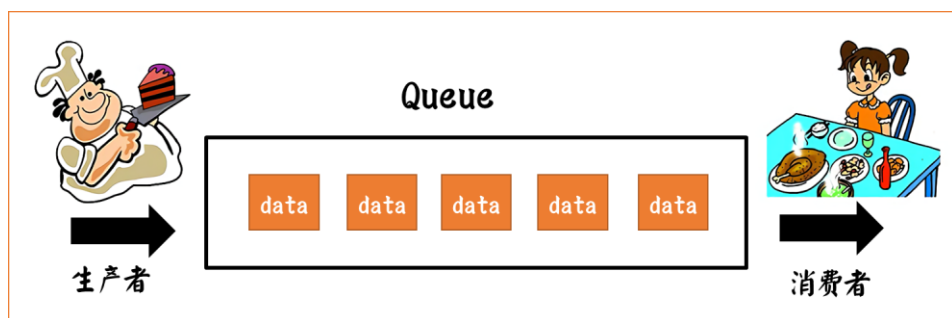 Queue
data data data data data
生产者
消费者